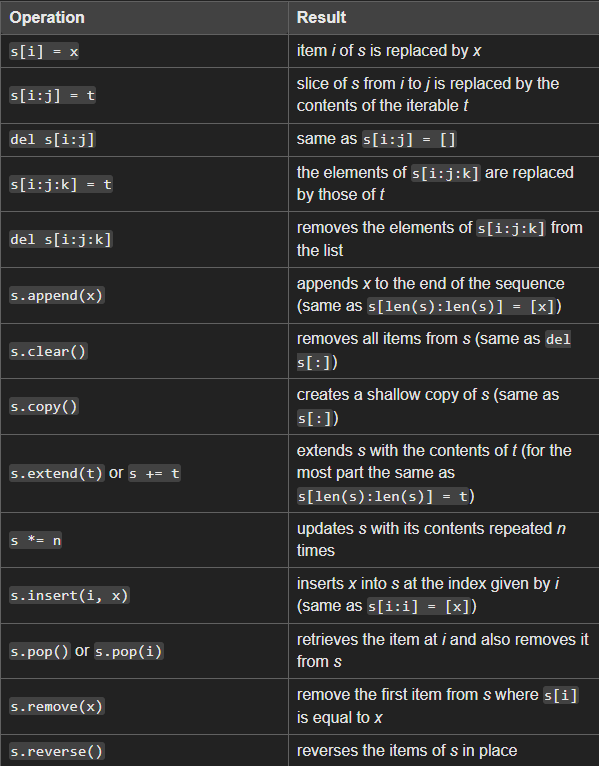 Operation Result
s[i] = x item i of s is replaced by x
slice of s from i to j is replaced by the
s[i:j] = t
contents of the iterable t
del s[i:j] same as s[i:j] = []
the elements of s[i:j:k] are replaced
s[i:j:k] = t
by those of t
removes the elements of s[i:j:k] from
del s[i:j:k]
the list
appends x to the end of the sequence
s.append(x)
(same as s[len(s):len(s)] = [x])
removes all items from s (same as del
s.clear()
s[:])
creates a shallow copy of s (same as
s.copy()
s[:])
extends s with the contents of t (for the
s.extend(t) or s += t most part the same as
s[len(s):len(s)] = t)
updates s with its contents repeated n
s *= n
times
inserts x into s at the index given by i
s.insert(i, x)
(same as s[i:i] = [x])
retrieves the item at i and also removes it
s.pop() or s.pop(i)
from s
remove the first item from s where s[i]
s.remove(x)
is equal to x
s.reverse() reverses the items of s in place